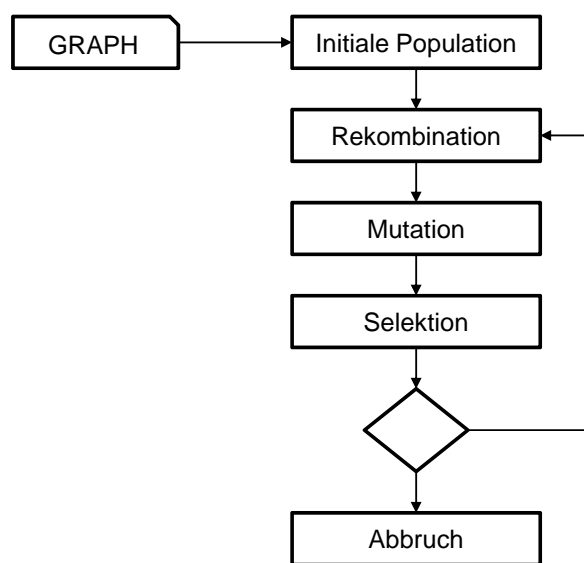 GRAPH
Initiale Population
Rekombination
Mutation
Selektion
Abbruch